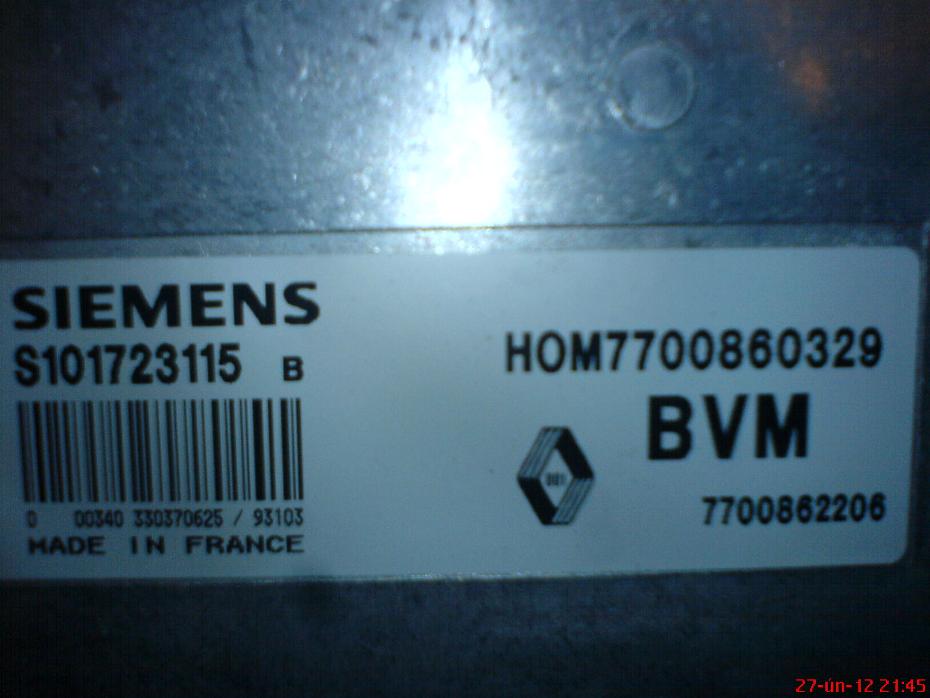 SIEMENS
S101723115 B
0 00340 330370625 / 93103
MADE IN FRANCE
HOM7700860329
BVM
7700862206
27-ún-12 21:45